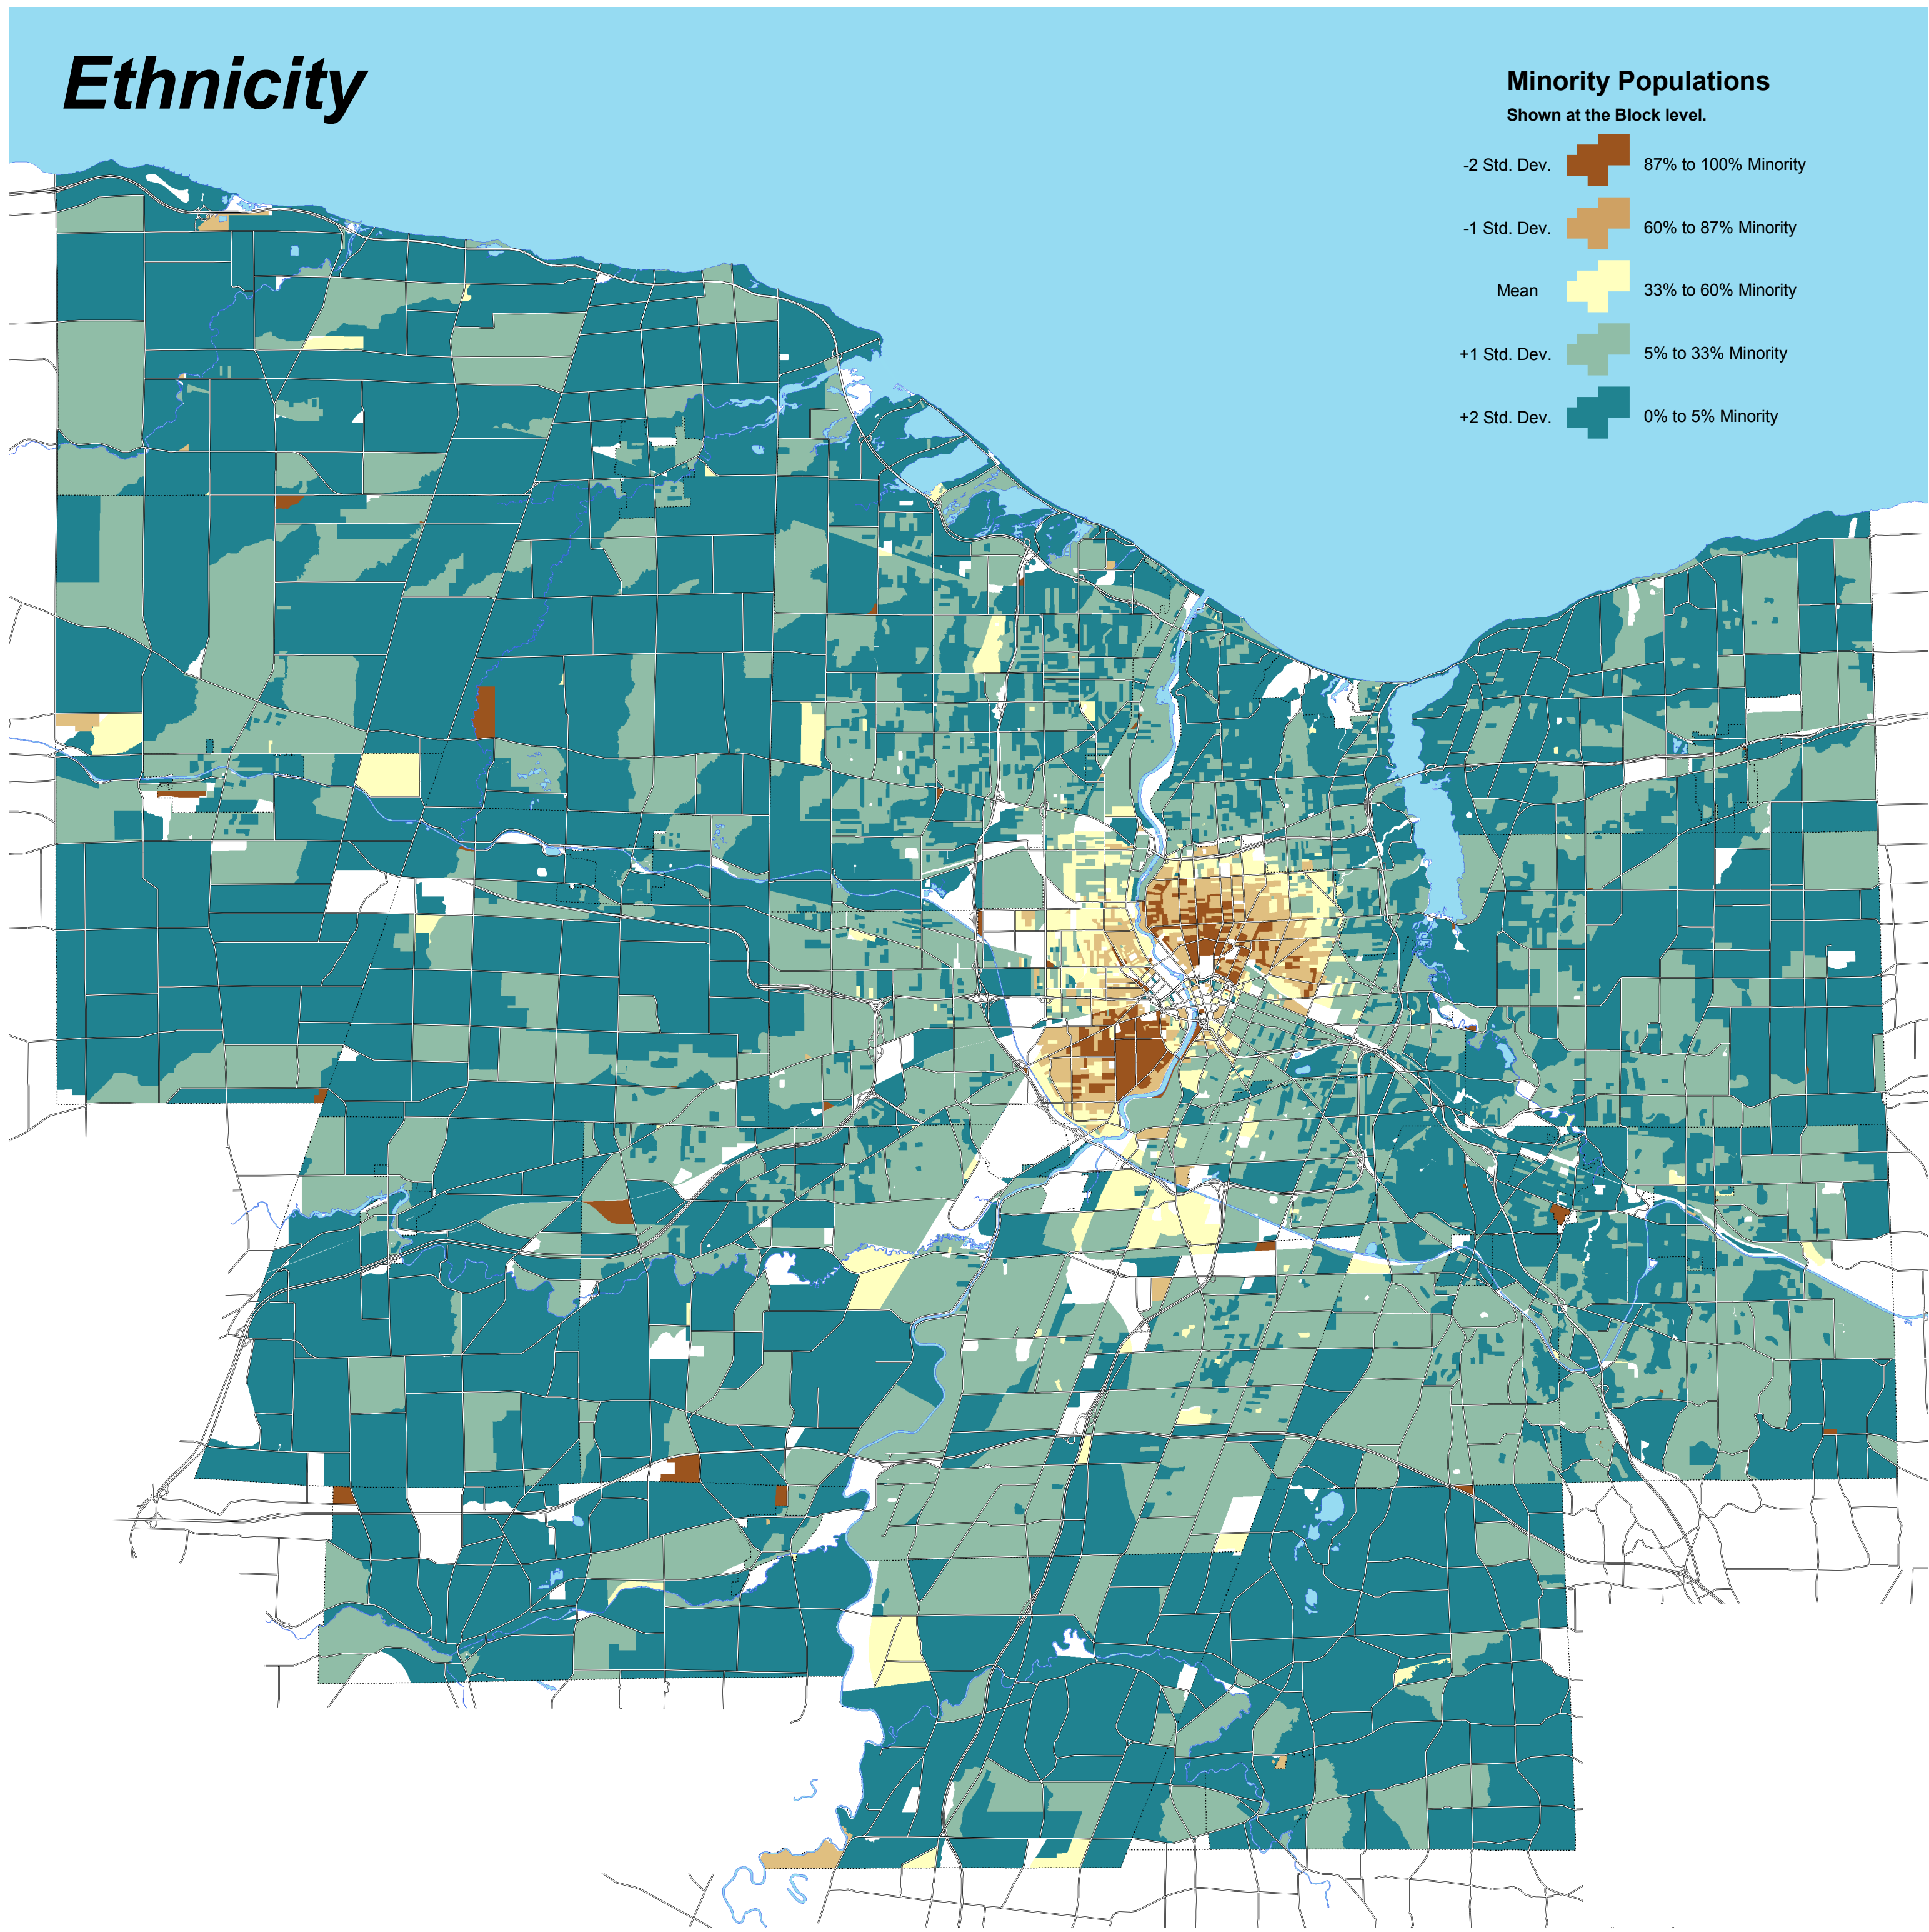 Ethnicity
Minority Populations
Shown at the Block level.
-2 Std. Dev. 87% to 100% Minority
-1 Std. Dev. 60% to 87% Minority
Mean 33% to 60% Minority
+1 Std. Dev. 5% to 33% Minority
+2 Std. Dev. 0% to 5% Minority